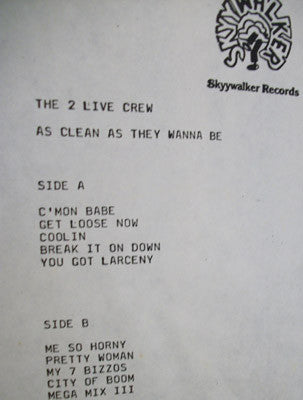 SKYYWALKER
Skyywalker Records
THE 2 LIVE CREW
AS CLEAN AS THEY WANNA BE
SIDE A
C'MON BABE
GET LOOSE NOW
COOLIN
BREAK IT ON DOWN
YOU GOT LARCENY
SIDE B
ME SO HORNY
PRETTY WOMAN
MY 7 BIZZOS
CITY OF BOOM
MEGA MIX III